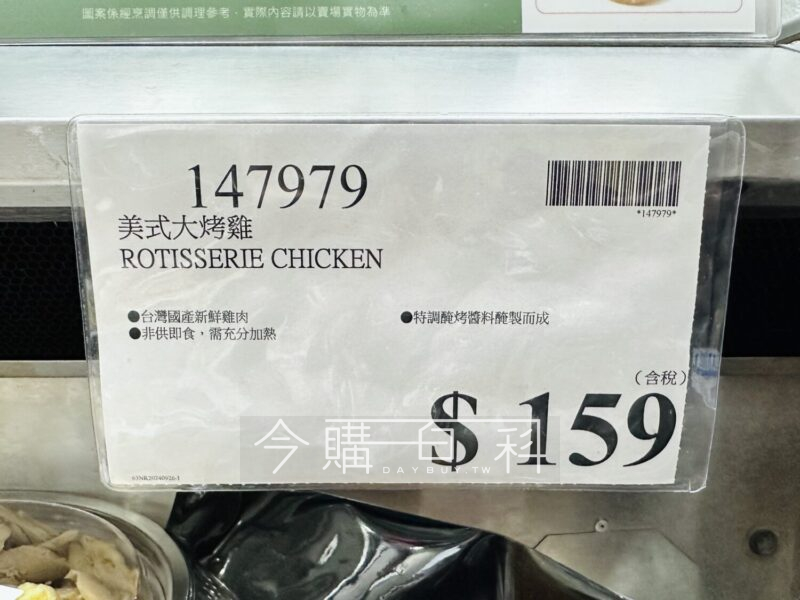 圖案係經烹調僅供調理參考，實際內容請以賣場實物為準
147979
*147979*
美式大烤雞
ROTISSERIE CHICKEN
●台灣國產新鮮雞肉
●特調醃烤醬料醃製而成
●非供即食，需充分加熱
（含稅）
$ 159
今購百科
DAYBUY.TW